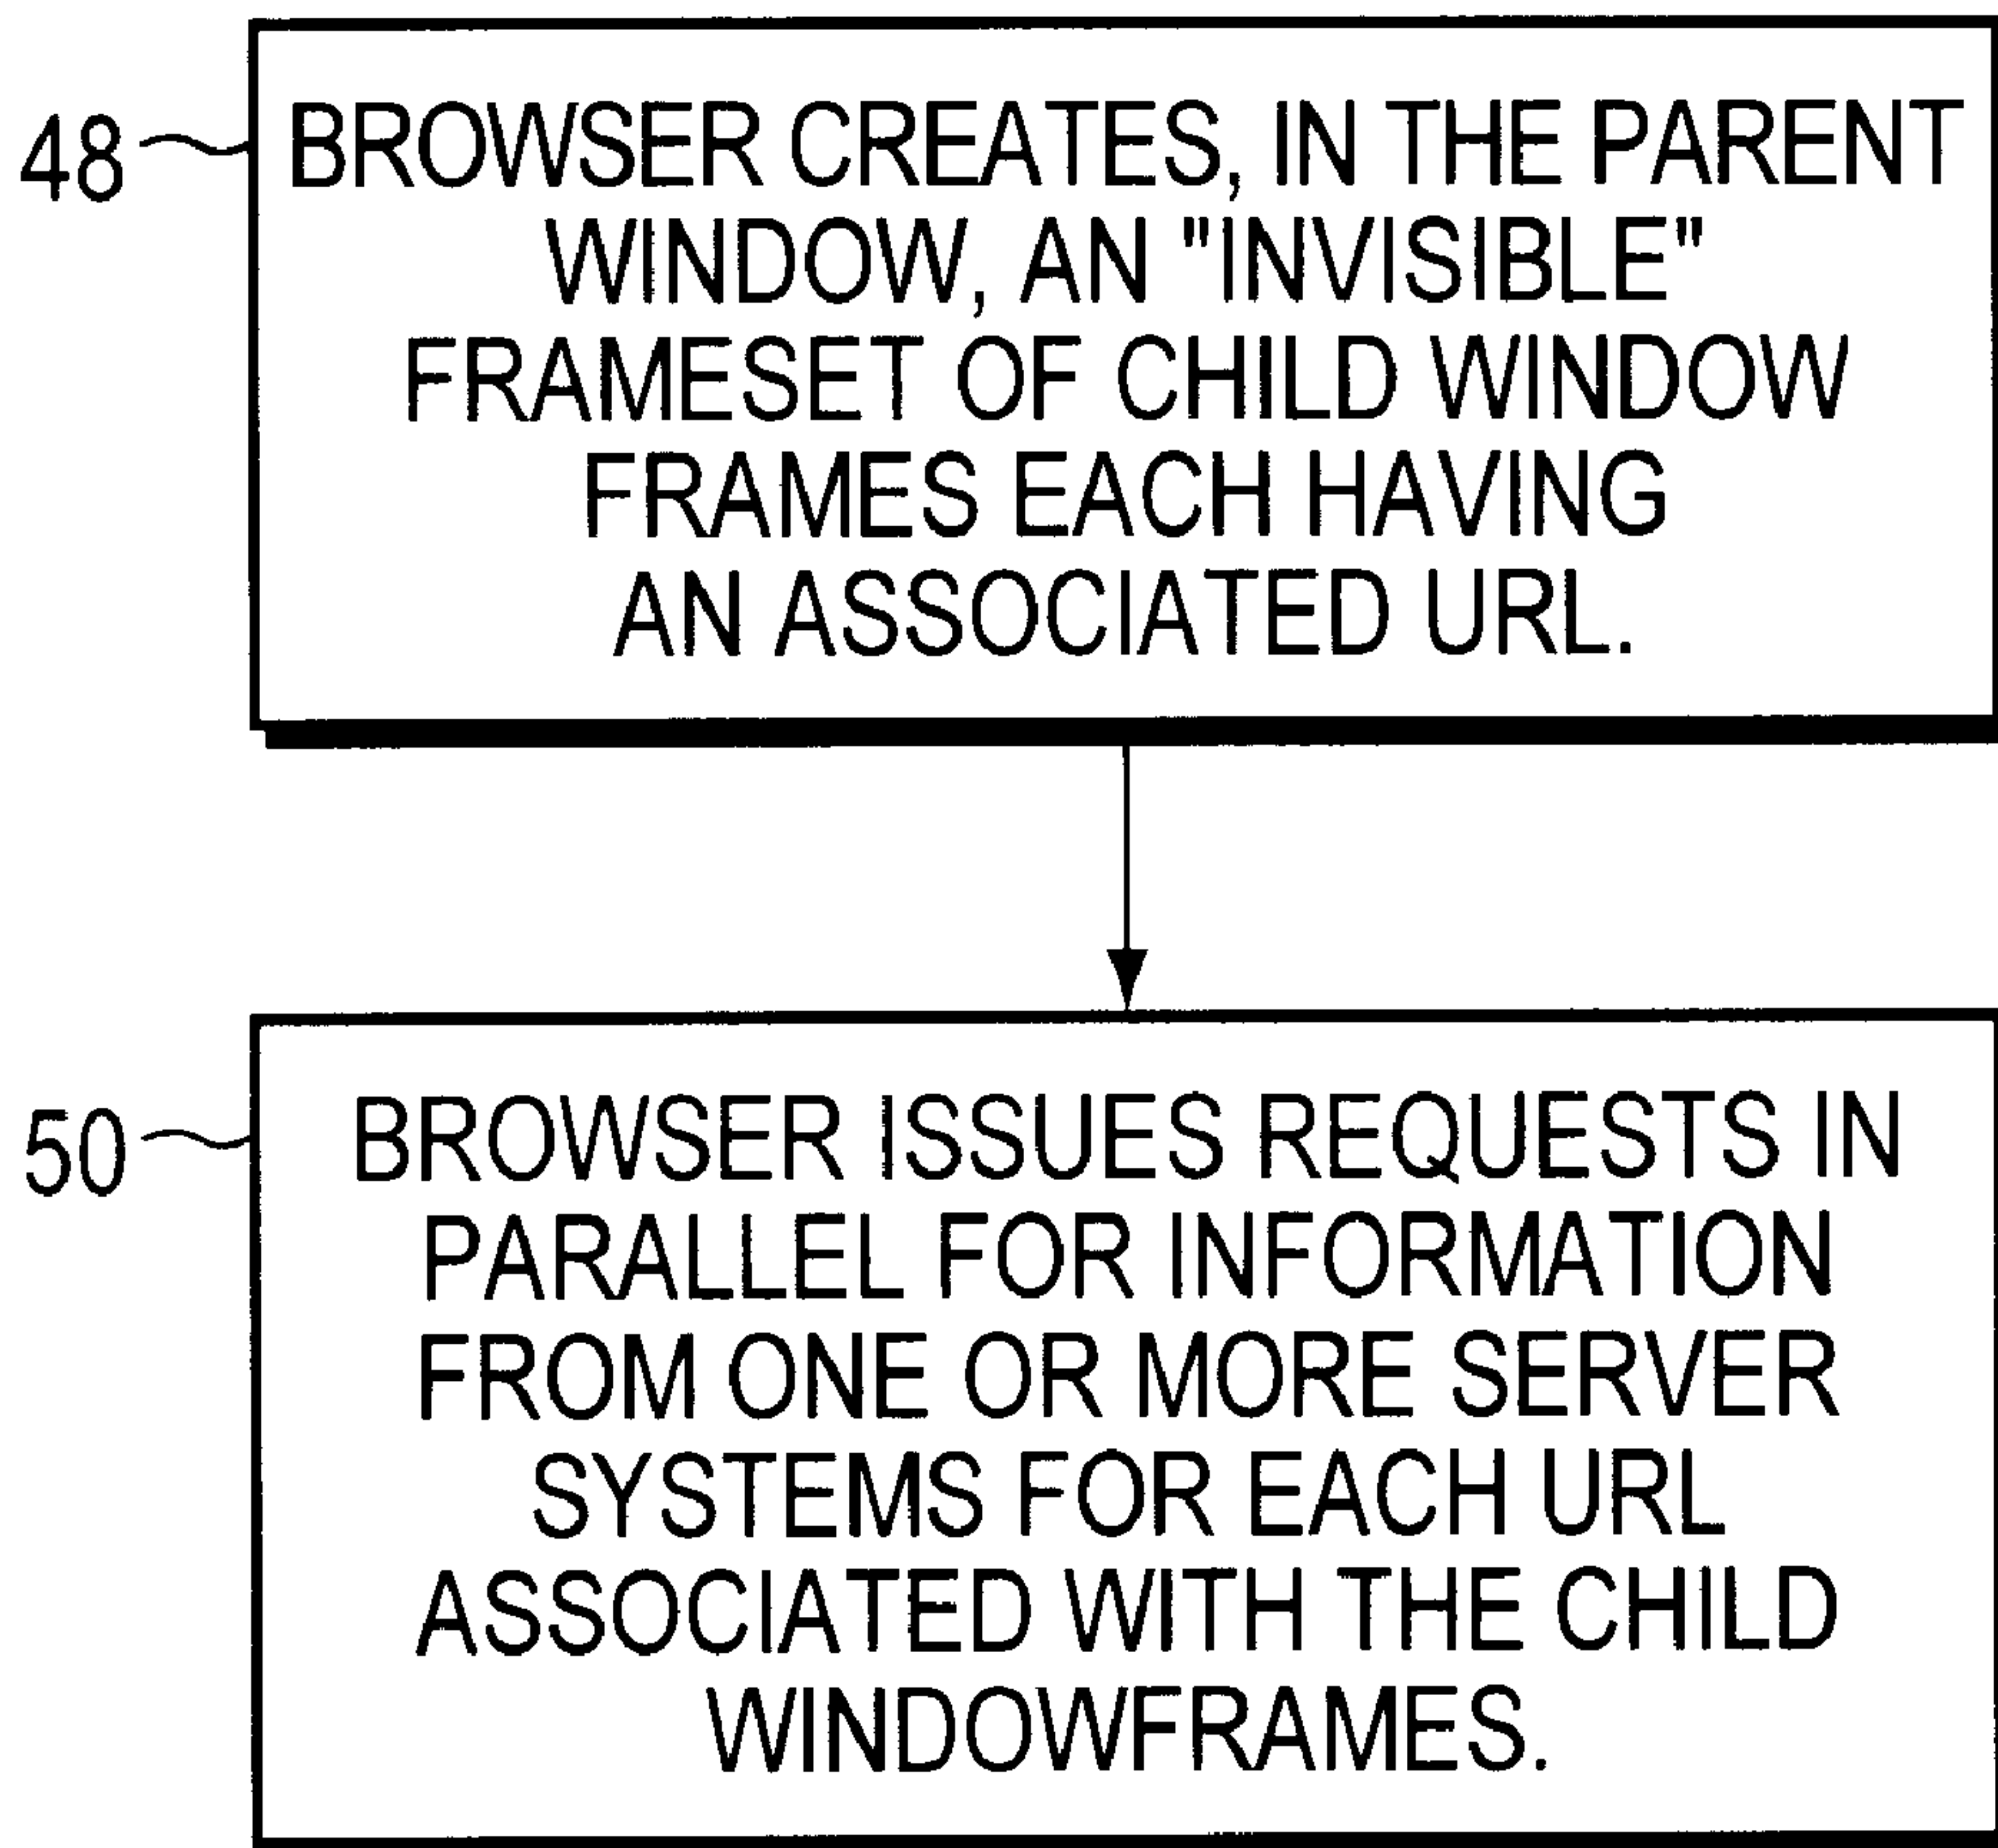 48
BROWSER CREATES, IN THE PARENT
WINDOW, AN "INVISIBLE"
FRAMESET OF CHILD WINDOW
FRAMES EACH HAVING
AN ASSOCIATED URL.
50
BROWSER ISSUES REQUESTS IN
PARALLEL FOR INFORMATION
FROM ONE OR MORE SERVER
SYSTEMS FOR EACH URL
ASSOCIATED WITH THE CHILD
WINDOWFRAMES.